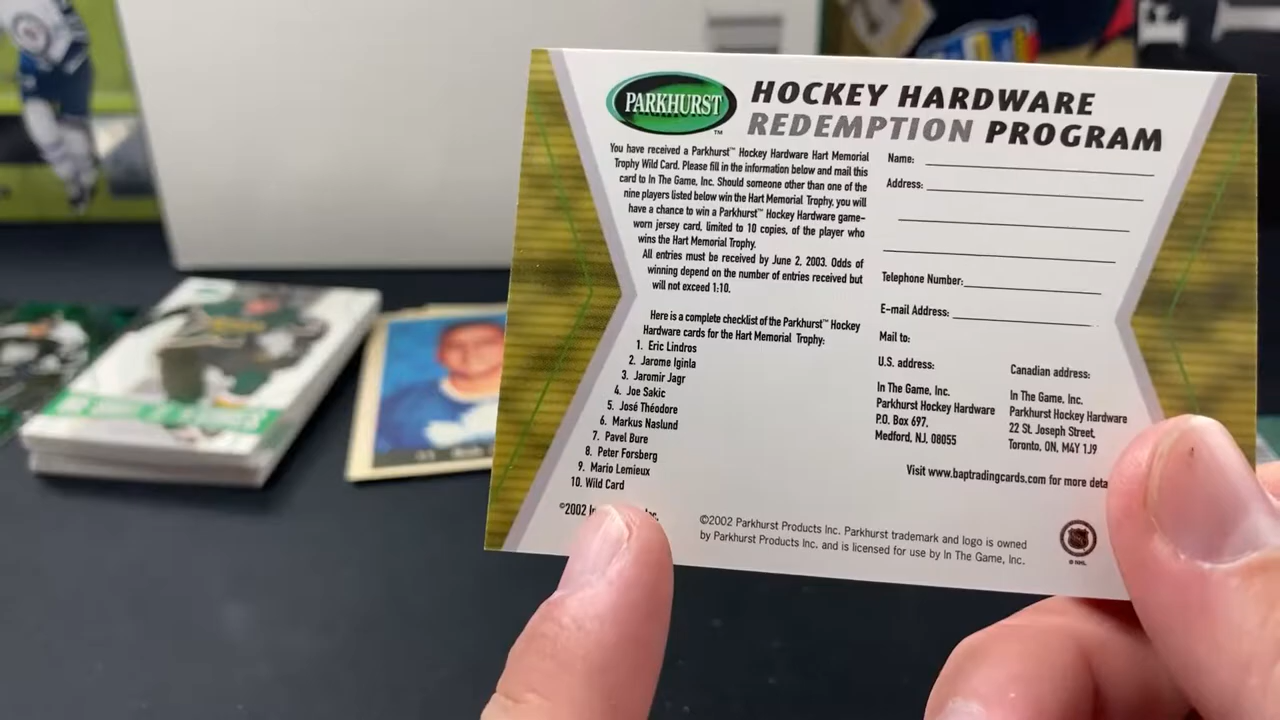 PARKHURST™
HOCKEY HARDWARE
REDEMPTION PROGRAM
You have received a Parkhurst™ Hockey Hardware Hart Memorial
Trophy Wild Card. Please fill in the information below and mail this
card to In The Game, Inc. Should someone other than one of the
nine players listed below win the Hart Memorial Trophy, you will
have a chance to win a Parkhurst™ Hockey Hardware game-
worn jersey card, limited to 10 copies, of the player who
wins the Hart Memorial Trophy.
All entries must be received by June 2, 2003. Odds of
winning depend on the number of entries received but
will not exceed 1:10.
Here is a complete checklist of the Parkhurst™ Hockey
Hardware cards for the Hart Memorial Trophy:
1. Eric Lindros
2. Jarome Iginla
3. Jaromir Jagr
4. Joe Sakic
5. José Théodore
6. Markus Naslund
7. Pavel Bure
8. Peter Forsberg
9. Mario Lemieux
10. Wild Card
©2002
Name:
Address:
Telephone Number:
E-mail Address:
Mail to:
U.S. address:
In The Game, Inc.
Parkhurst Hockey Hardware
P.O. Box 697,
Medford, NJ, 08055
Canadian address:
In The Game, Inc.
Parkhurst Hockey Hardware
22 St. Joseph Street,
Toronto, ON, M4Y 1J9
Visit www.baptradingcards.com for more deta
©2002 Parkhurst Products Inc. Parkhurst trademark and logo is owned
by Parkhurst Products Inc. and is licensed for use by In The Game, Inc.
© NHL